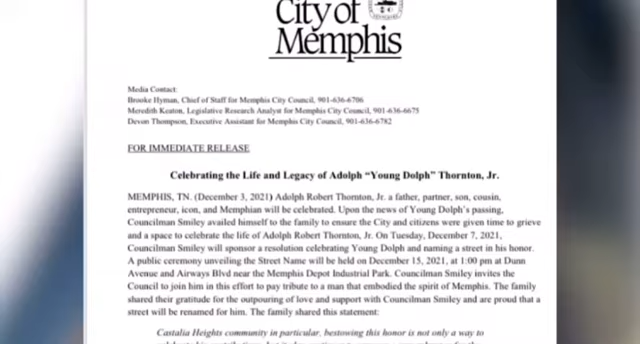 City of
Memphis
Media Contact:
Brooke Hyman, Chief of Staff for Memphis City Council, 901-636-6786
Meredith Keaton, Legislative Research Analyst for Memphis City Council, 901-636-6675
Devon Thompson, Executive Assistant for Memphis City Council, 901-636-6782
FOR IMMEDIATE RELEASE
Celebrating the Life and Legacy of Adolph “Young Dolph” Thornton, Jr.
MEMPHIS, TN. (December 3, 2021) Adolph Robert Thornton, Jr. a father, partner, son, cousin,
entrepreneur, icon, and Memphian will be celebrated. Upon the news of Young Dolph's passing,
Councilman Smiley availed himself to the family to ensure the City and citizens were given time to grieve
and a space to celebrate the life of Adolph Robert Thornton, Jr. On Tuesday, December 7, 2021,
Councilman Smiley will sponsor a resolution celebrating Young Dolph and naming a street in his honor.
A public ceremony unveiling the Street Name will be held on December 15, 2021, at 1:00 pm at Dunn
Avenue and Airways Blvd near the Memphis Depot Industrial Park. Councilman Smiley invites the
Council to join him in this effort to pay tribute to a man that embodied the spirit of Memphis. The family
shared their gratitude for the outpouring of love and support with Councilman Smiley and are proud that a
street will be renamed for him. The family shared this statement:
Castalia Heights community in particular, bestowing this honor is not only a way to